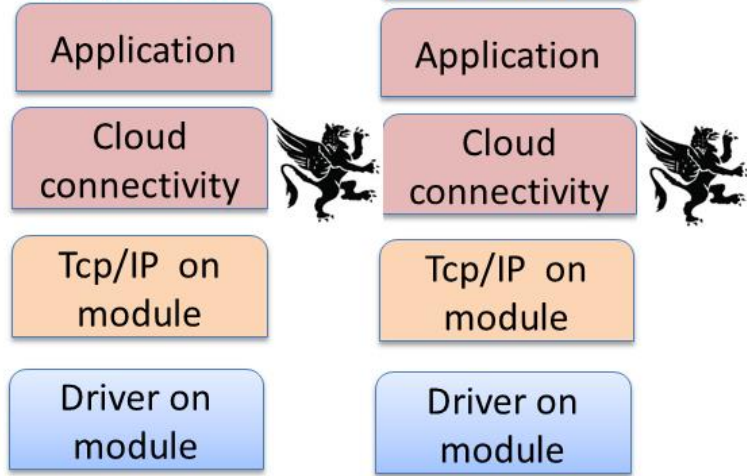 Application
Cloud
connectivity
Tcp/IP on
module
Driver on
module
Application
Cloud
connectivity
Tcp/IP on
module
Driver on
module